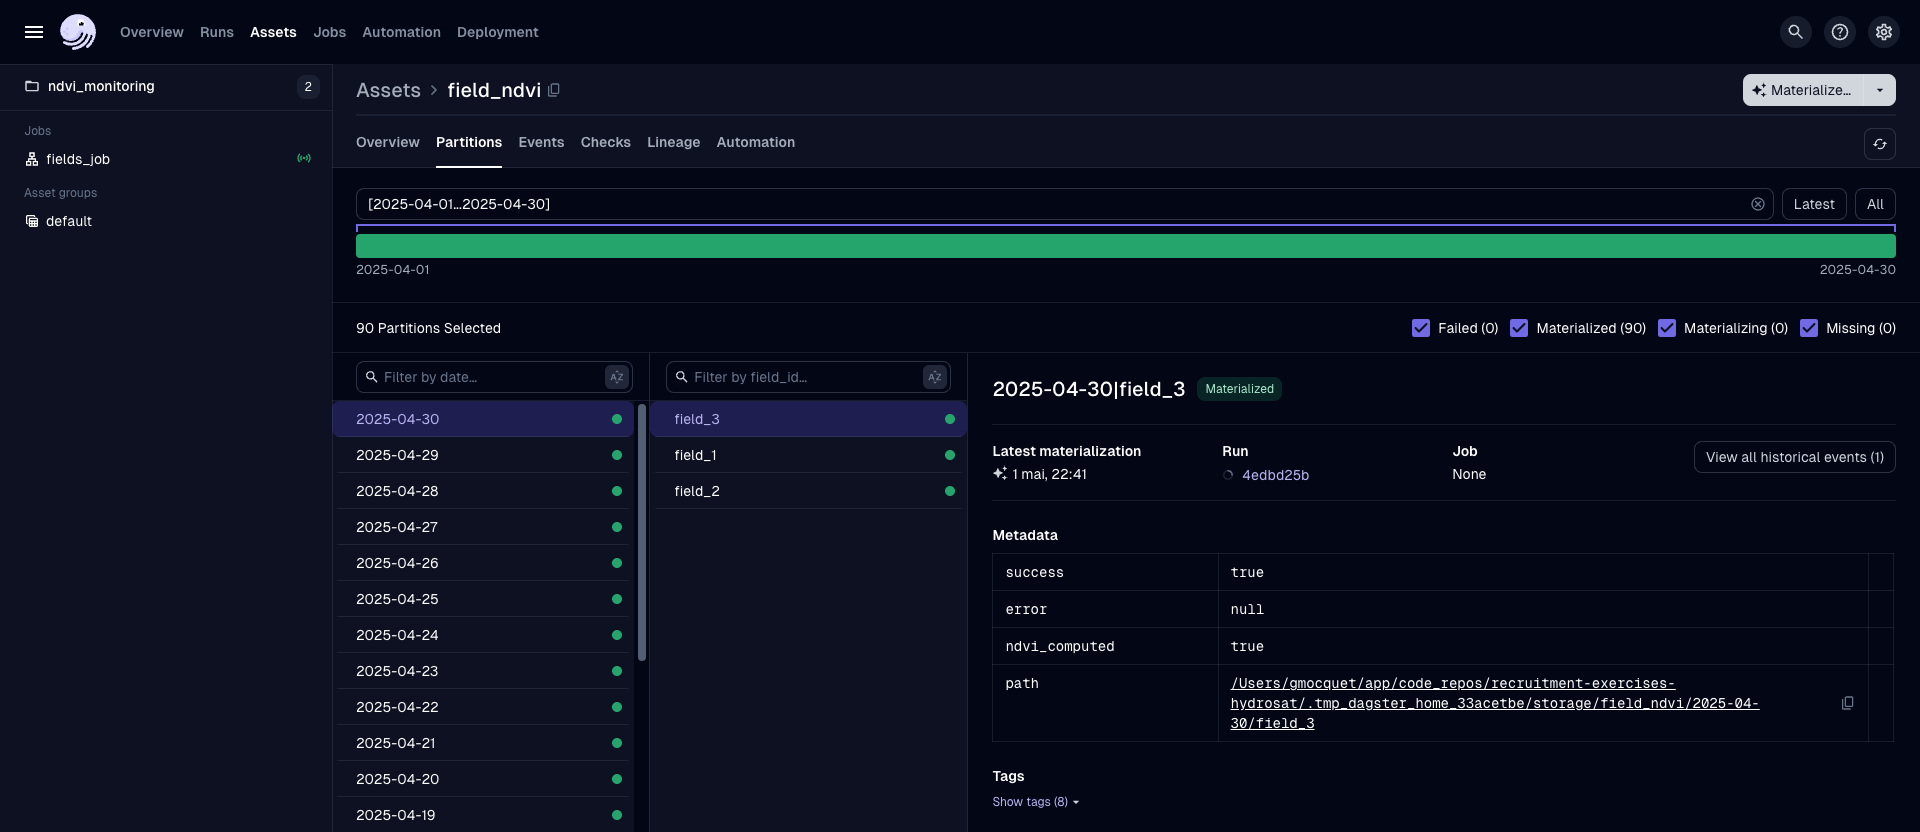 Overview Runs Assets Jobs Automation Deployment
ndvi_monitoring 2
Jobs
fields_job
Asset groups
default
Assets > field_ndvi
Materialize…
Overview Partitions Events Checks Lineage Automation
[2025-04-01...2025-04-30]
Latest All
2025-04-01 2025-04-30
90 Partitions Selected
Failed (0) Materialized (90) Materializing (0) Missing (0)
Filter by date… AZ
2025-04-30
2025-04-29
2025-04-28
2025-04-27
2025-04-26
2025-04-25
2025-04-24
2025-04-23
2025-04-22
2025-04-21
2025-04-20
2025-04-19
Filter by field_id… AZ
field_3
field_1
field_2
2025-04-30|field_3 Materialized
Latest materialization Run Job
1 mai, 22:41 4edbd25b None
View all historical events (1)
Metadata
success true
error null
ndvi_computed true
path /Users/gmocquet/app/code_repos/recruitment-exercises-
hydrosat/.tmp_dagster_home_33acetbe/storage/field_ndvi/2025-04-
30/field_3
Tags
Show tags (8)